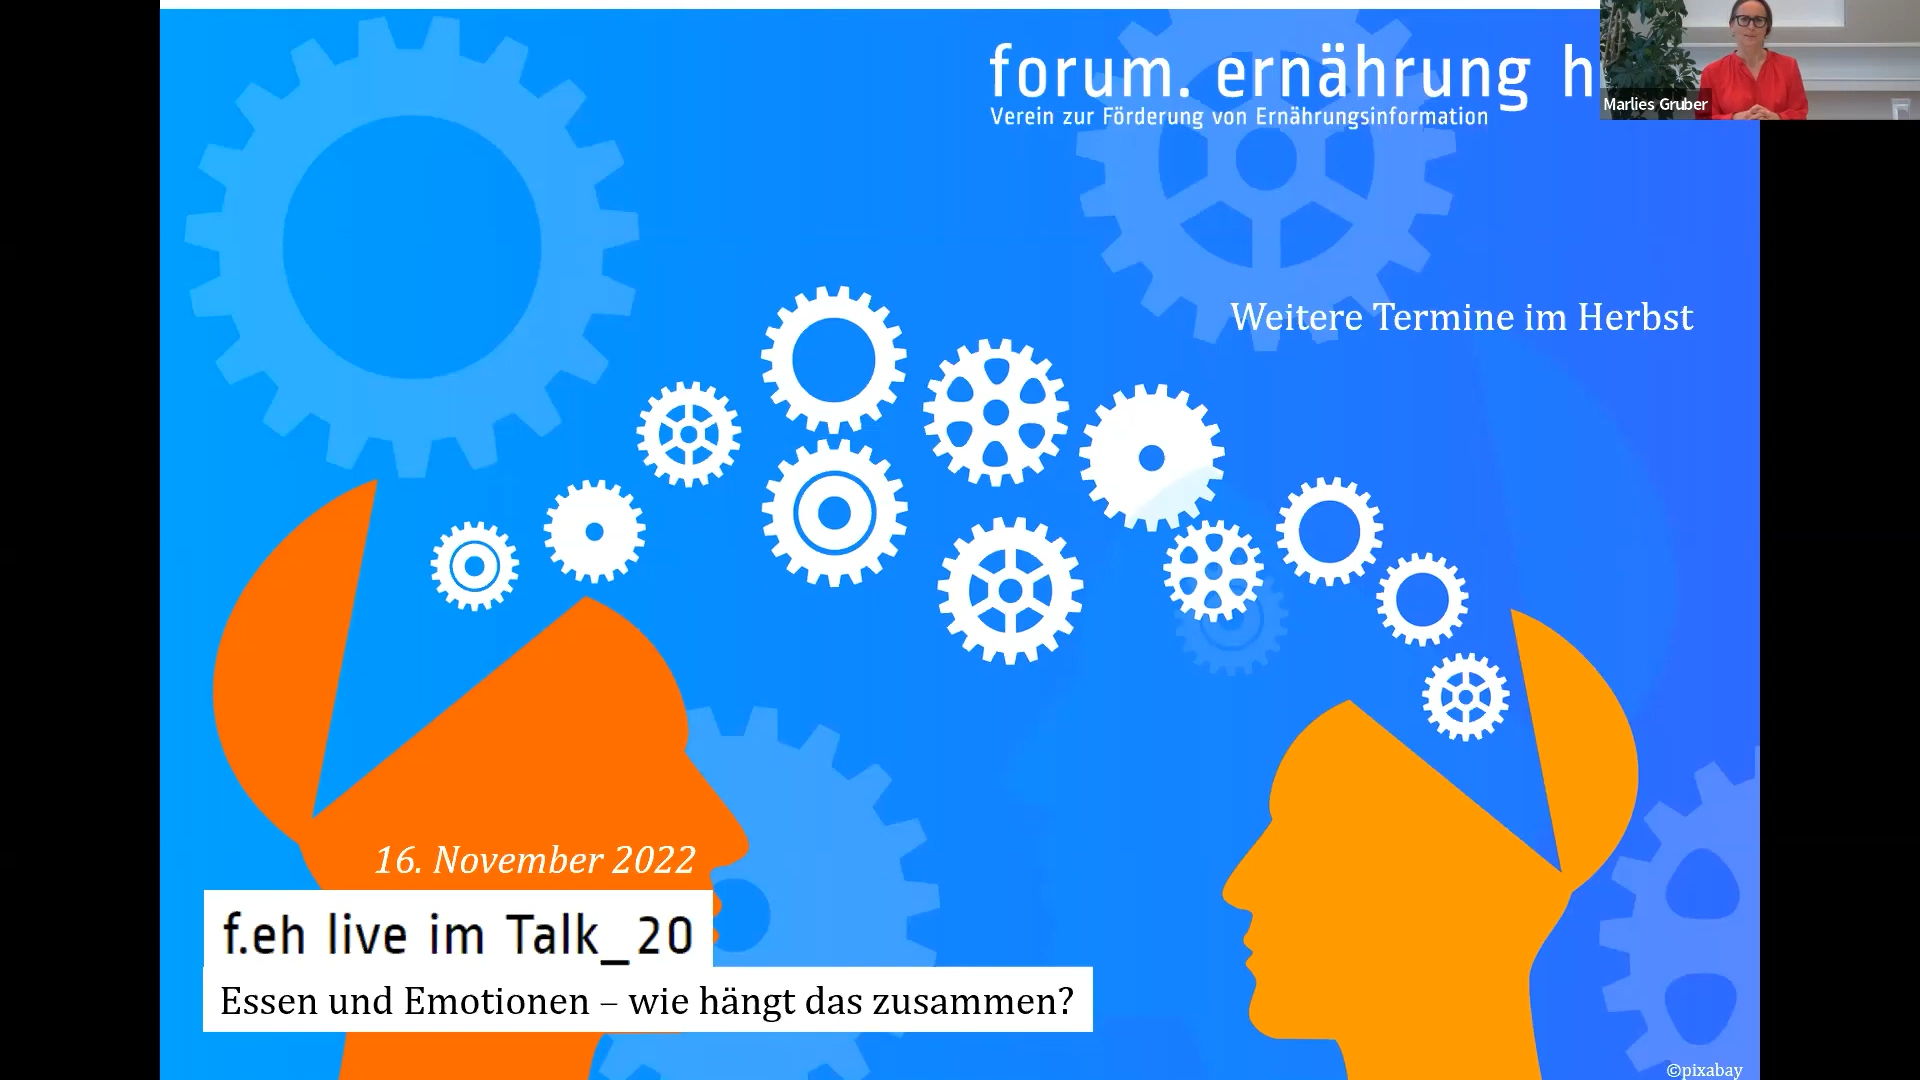 forum. ernährung h
Verein zur Förderung von Ernährungsinformation
Marlies Gruber
Weitere Termine im Herbst
16. November 2022
f.eh live im Talk_20
Essen und Emotionen – wie hängt das zusammen?
©pixabay